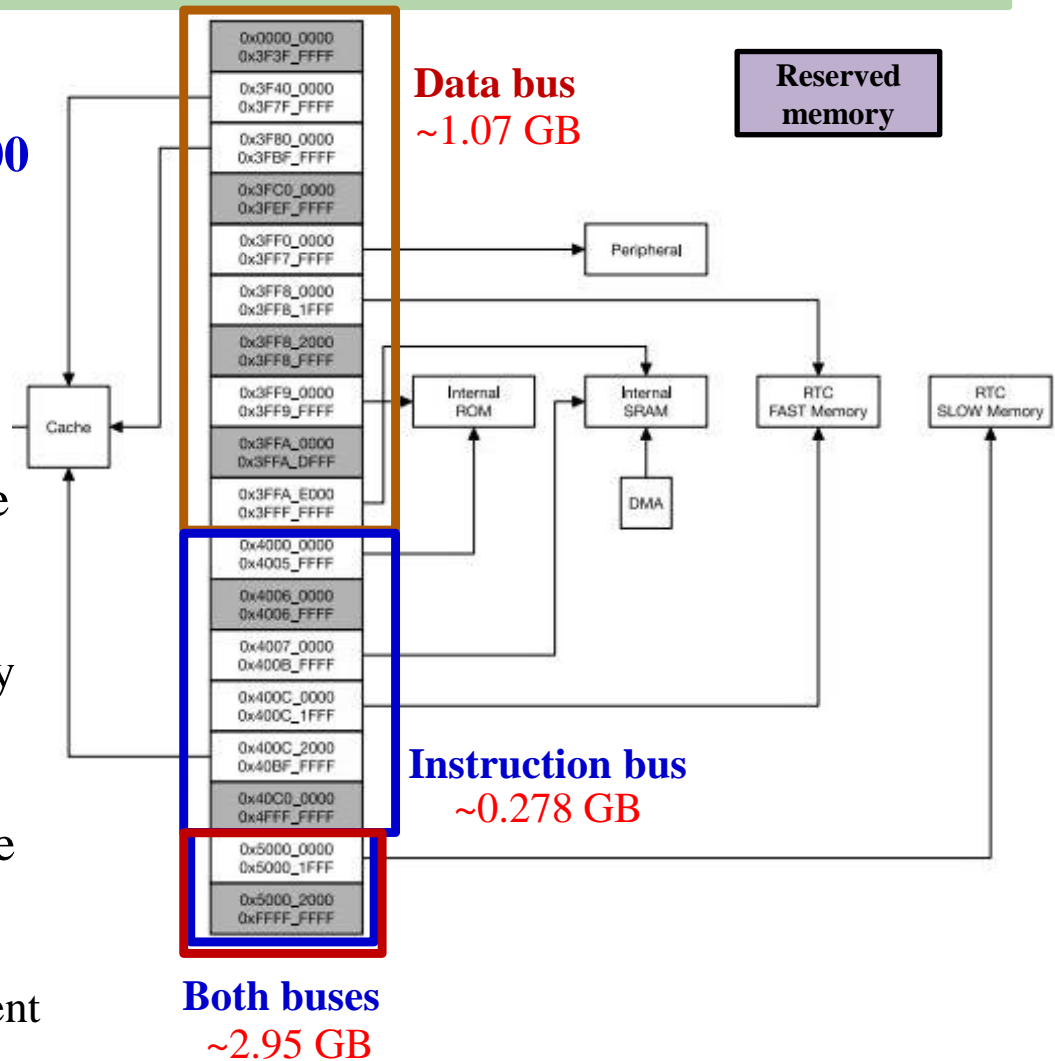 0x0000_0000
0x3F3F_FFFF
0x3F40_0000
0x3F7F_FFFF
0x3F80_0000
0x3FBF_FFFF
0x3FC0_0000
0x3FEF_FFFF
0x3FF0_0000
0x3FF7_FFFF
0x3FF8_0000
0x3FF8_1FFF
0x3FF8_2000
0x3FF8_FFFF
0x3FF9_0000
0x3FF9_FFFF
0x3FFA_0000
0x3FFA_DFFF
0x3FFA_E000
0x3FFF_FFFF
0x4000_0000
0x4005_FFFF
0x4006_0000
0x4006_FFFF
0x4007_0000
0x400B_FFFF
0x400C_0000
0x400C_1FFF
0x400C_2000
0x40BF_FFFF
0x40C0_0000
0x4FFF_FFFF
0x5000_0000
0x5000_1FFF
0x5000_2000
0xFFFF_FFFF
Data bus
~1.07 GB
Reserved
memory
00
Peripheral
Cache
Internal
ROM
Internal
SRAM
RTC
FAST Memory
RTC
SLOW Memory
DMA
e
y
Instruction bus
~0.278 GB
e
ent
Both buses
~2.95 GB